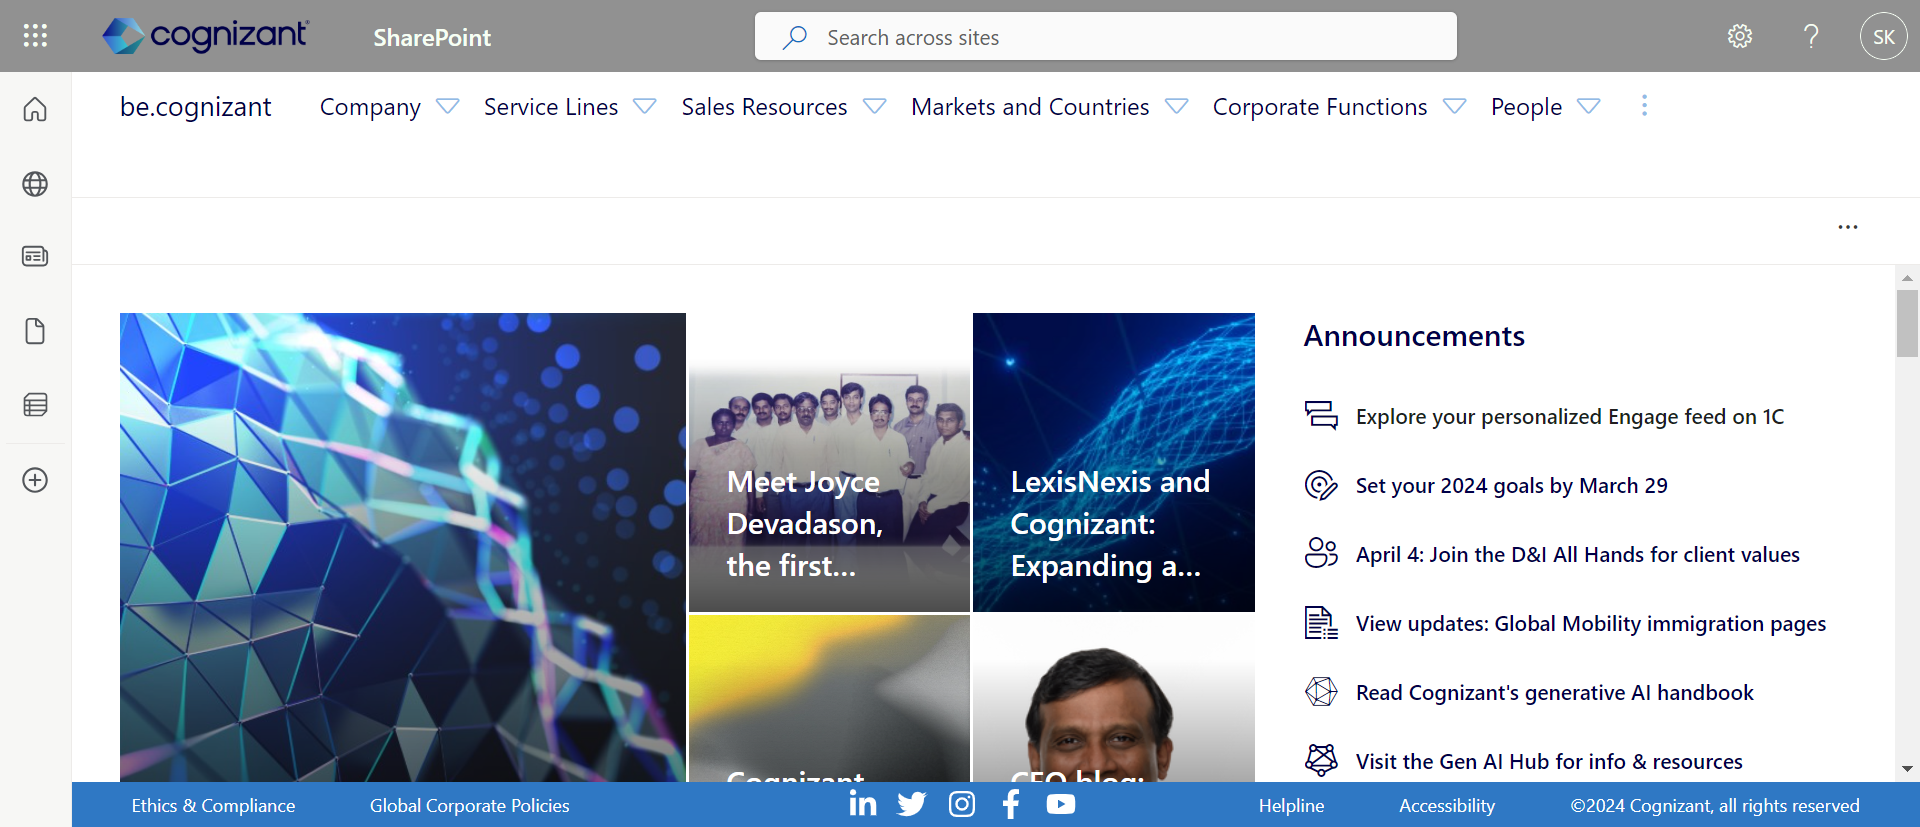 cognizant
SharePoint
Search across sites
SK
be.cognizant
Company
Service Lines
Sales Resources
Markets and Countries
Corporate Functions
People
Meet Joyce
Devadason,
the first...
LexisNexis and
Cognizant:
Expanding a...
Cognizant
CEO blog:
Announcements
Explore your personalized Engage feed on 1C
Set your 2024 goals by March 29
April 4: Join the D&I All Hands for client values
View updates: Global Mobility immigration pages
Read Cognizant's generative AI handbook
Visit the Gen AI Hub for info & resources
Ethics & Compliance
Global Corporate Policies
Helpline
Accessibility
©2024 Cognizant, all rights reserved